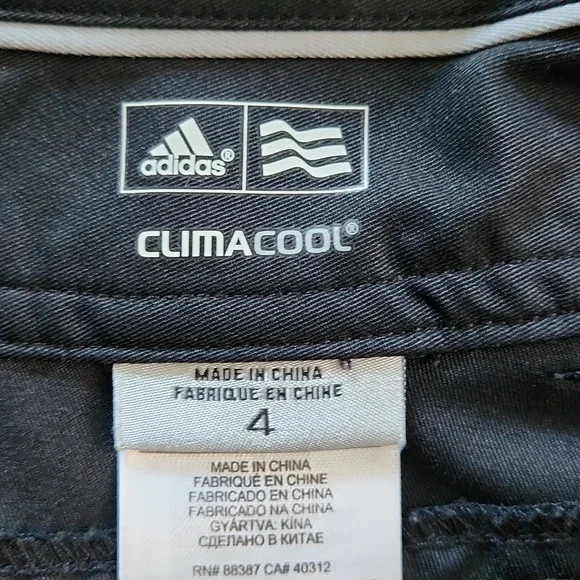 adidas®
CLIMACOOL®
MADE IN CHINA
FABRIQUE EN CHINE
4
MADE IN CHINA
FABRIQUÉ EN CHINE
FABRICADO EN CHINA
FABRICADO NA CHINA
GYÁRTVA: KÍNA
СДЕЛАНО В КИТАЕ
RN# 88387 CA# 40312